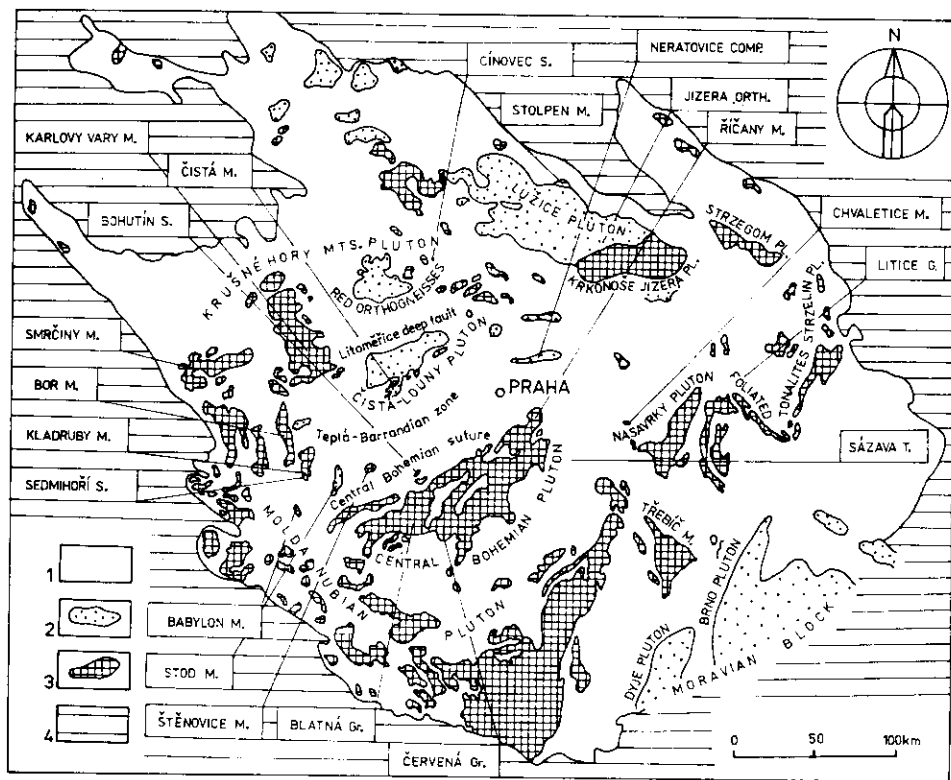 N
NERATOVICE COMP.
CÍNOVEC S.
STOLPEN M.
JIZERA ORTH.
ŘÍČANY M.
KARLOVY VARY M.
ČISTÁ M.
BOHUTÍN S.
CHVALETICE M.
LITICE G.
SMRČINY M.
BOR M.
KLADRUBY M.
SEDMIHOŘÍ S.
SÁZAVA T.
LUŽICE PLUTON
STRZEGOM P.
KRKONOSE JIZERA PL.
KRUŠNÉ HORY MTS. PLUTON
RED ORTHOGNEISSES
Litoměřice deep fault
ČISTÁ-LOUNY PLUTON
PRAHA
Teplá-Barrandian zone
Central Bohemian suture
NASAVRKY PLUTON
FOLIATED
TONALITES
STRZELIN PL.
CENTRAL BOHEMIAN PLUTON
MOLDANUBIAN PLUTON
TŘEBÍČ M.
BRNO PLUTON
DYJE PLUTON
MORAVIAN BLOCK
1
2
3
4
BABYLON M.
STOD M.
ŠTĚNOVICE M.
BLATNÁ Gr.
ČERVENÁ Gr.
0 50 100km